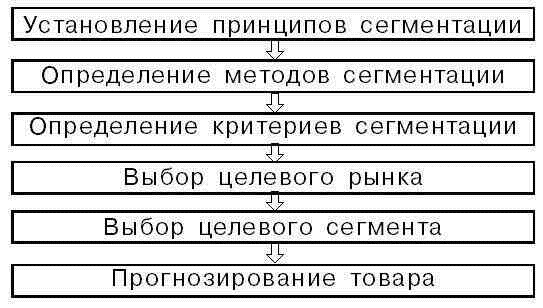 Установление принципов сегментации
Определение методов сегментации
Определение критериев сегментации
Выбор целевого рынка
Выбор целевого сегмента
Прогнозирование товара